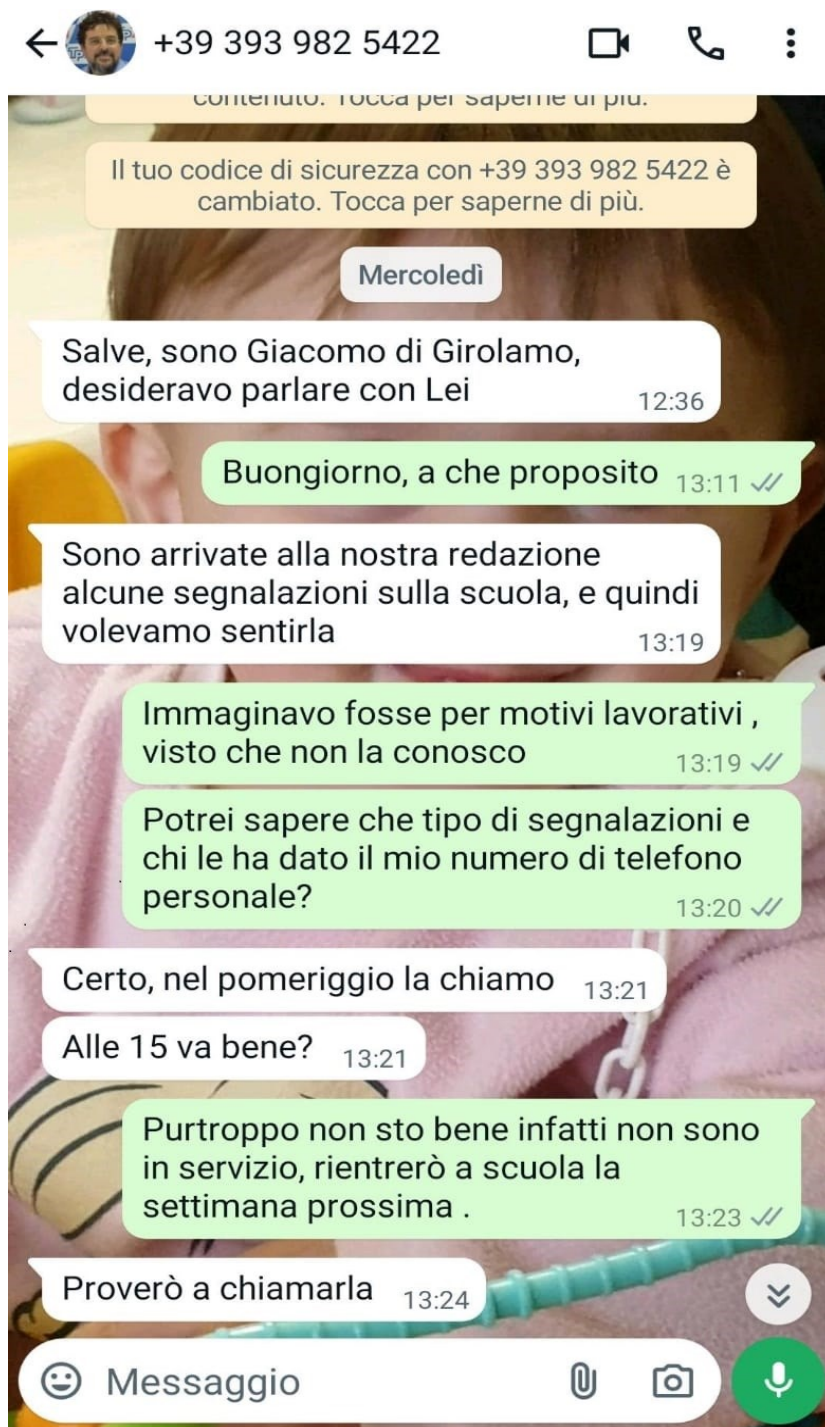 +39 393 982 5422
contenuto. Tocca per saperne di più.
Il tuo codice di sicurezza con +39 393 982 5422 è
cambiato. Tocca per saperne di più.
Mercoledì
Salve, sono Giacomo di Girolamo,
desideravo parlare con Lei
12:36
Buongiorno, a che proposito 13:11
Sono arrivate alla nostra redazione
alcune segnalazioni sulla scuola, e quindi
volevamo sentirla
13:19
Immaginavo fosse per motivi lavorativi ,
visto che non la conosco
13:19
Potrei sapere che tipo di segnalazioni e
chi le ha dato il mio numero di telefono
personale?
13:20
Certo, nel pomeriggio la chiamo 13:21
Alle 15 va bene? 13:21
Purtroppo non sto bene infatti non sono
in servizio, rientrerò a scuola la
settimana prossima .
13:23
Proverò a chiamarla 13:24
Messaggio